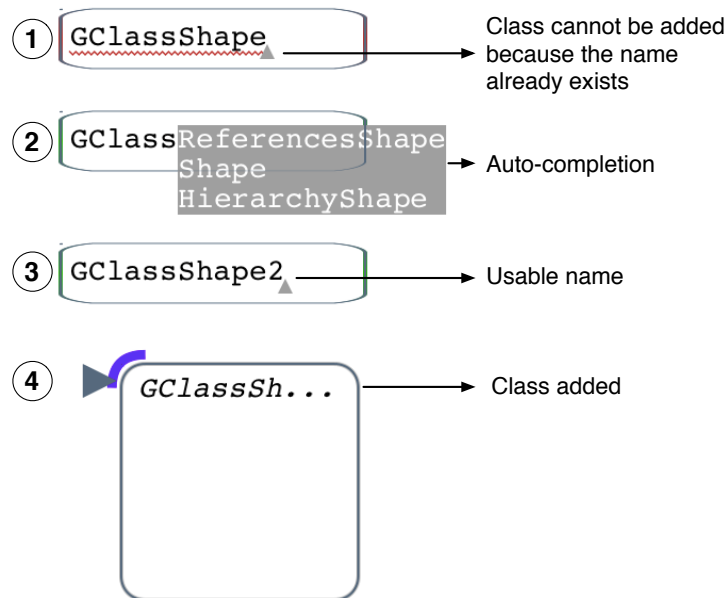 1
GClassShape
Class cannot be added
because the name
already exists
2
GClassReferencesShape
Shape
HierarchyShape
Auto-completion
3
GClassShape2
Usable name
4
GClassSh...
Class added